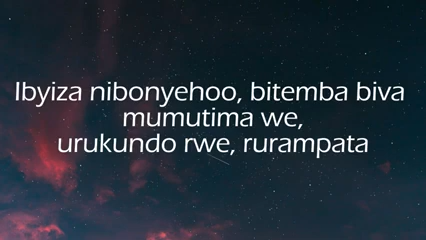 Ibyiza nibonyehoo, bitemba biva
mumutima we,
urukundo rwe, rurampata